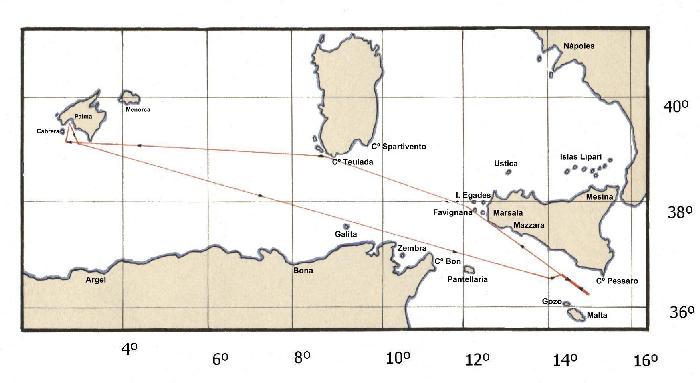 Nápoles
40º
Palma
Menorca
Cabrera
Cº Spartivento
Cº Teulada
Ustica
Islas Lipari
Mesina
I. Egades
38º
Favignana
Marsala
Mazzara
Galita
Zembra
Cº Bon
Bona
Argel
Pantellaria
Cº Pessaro
Gozo
Malta
36º
4º 6º 8º 10º 12º 14º 16º